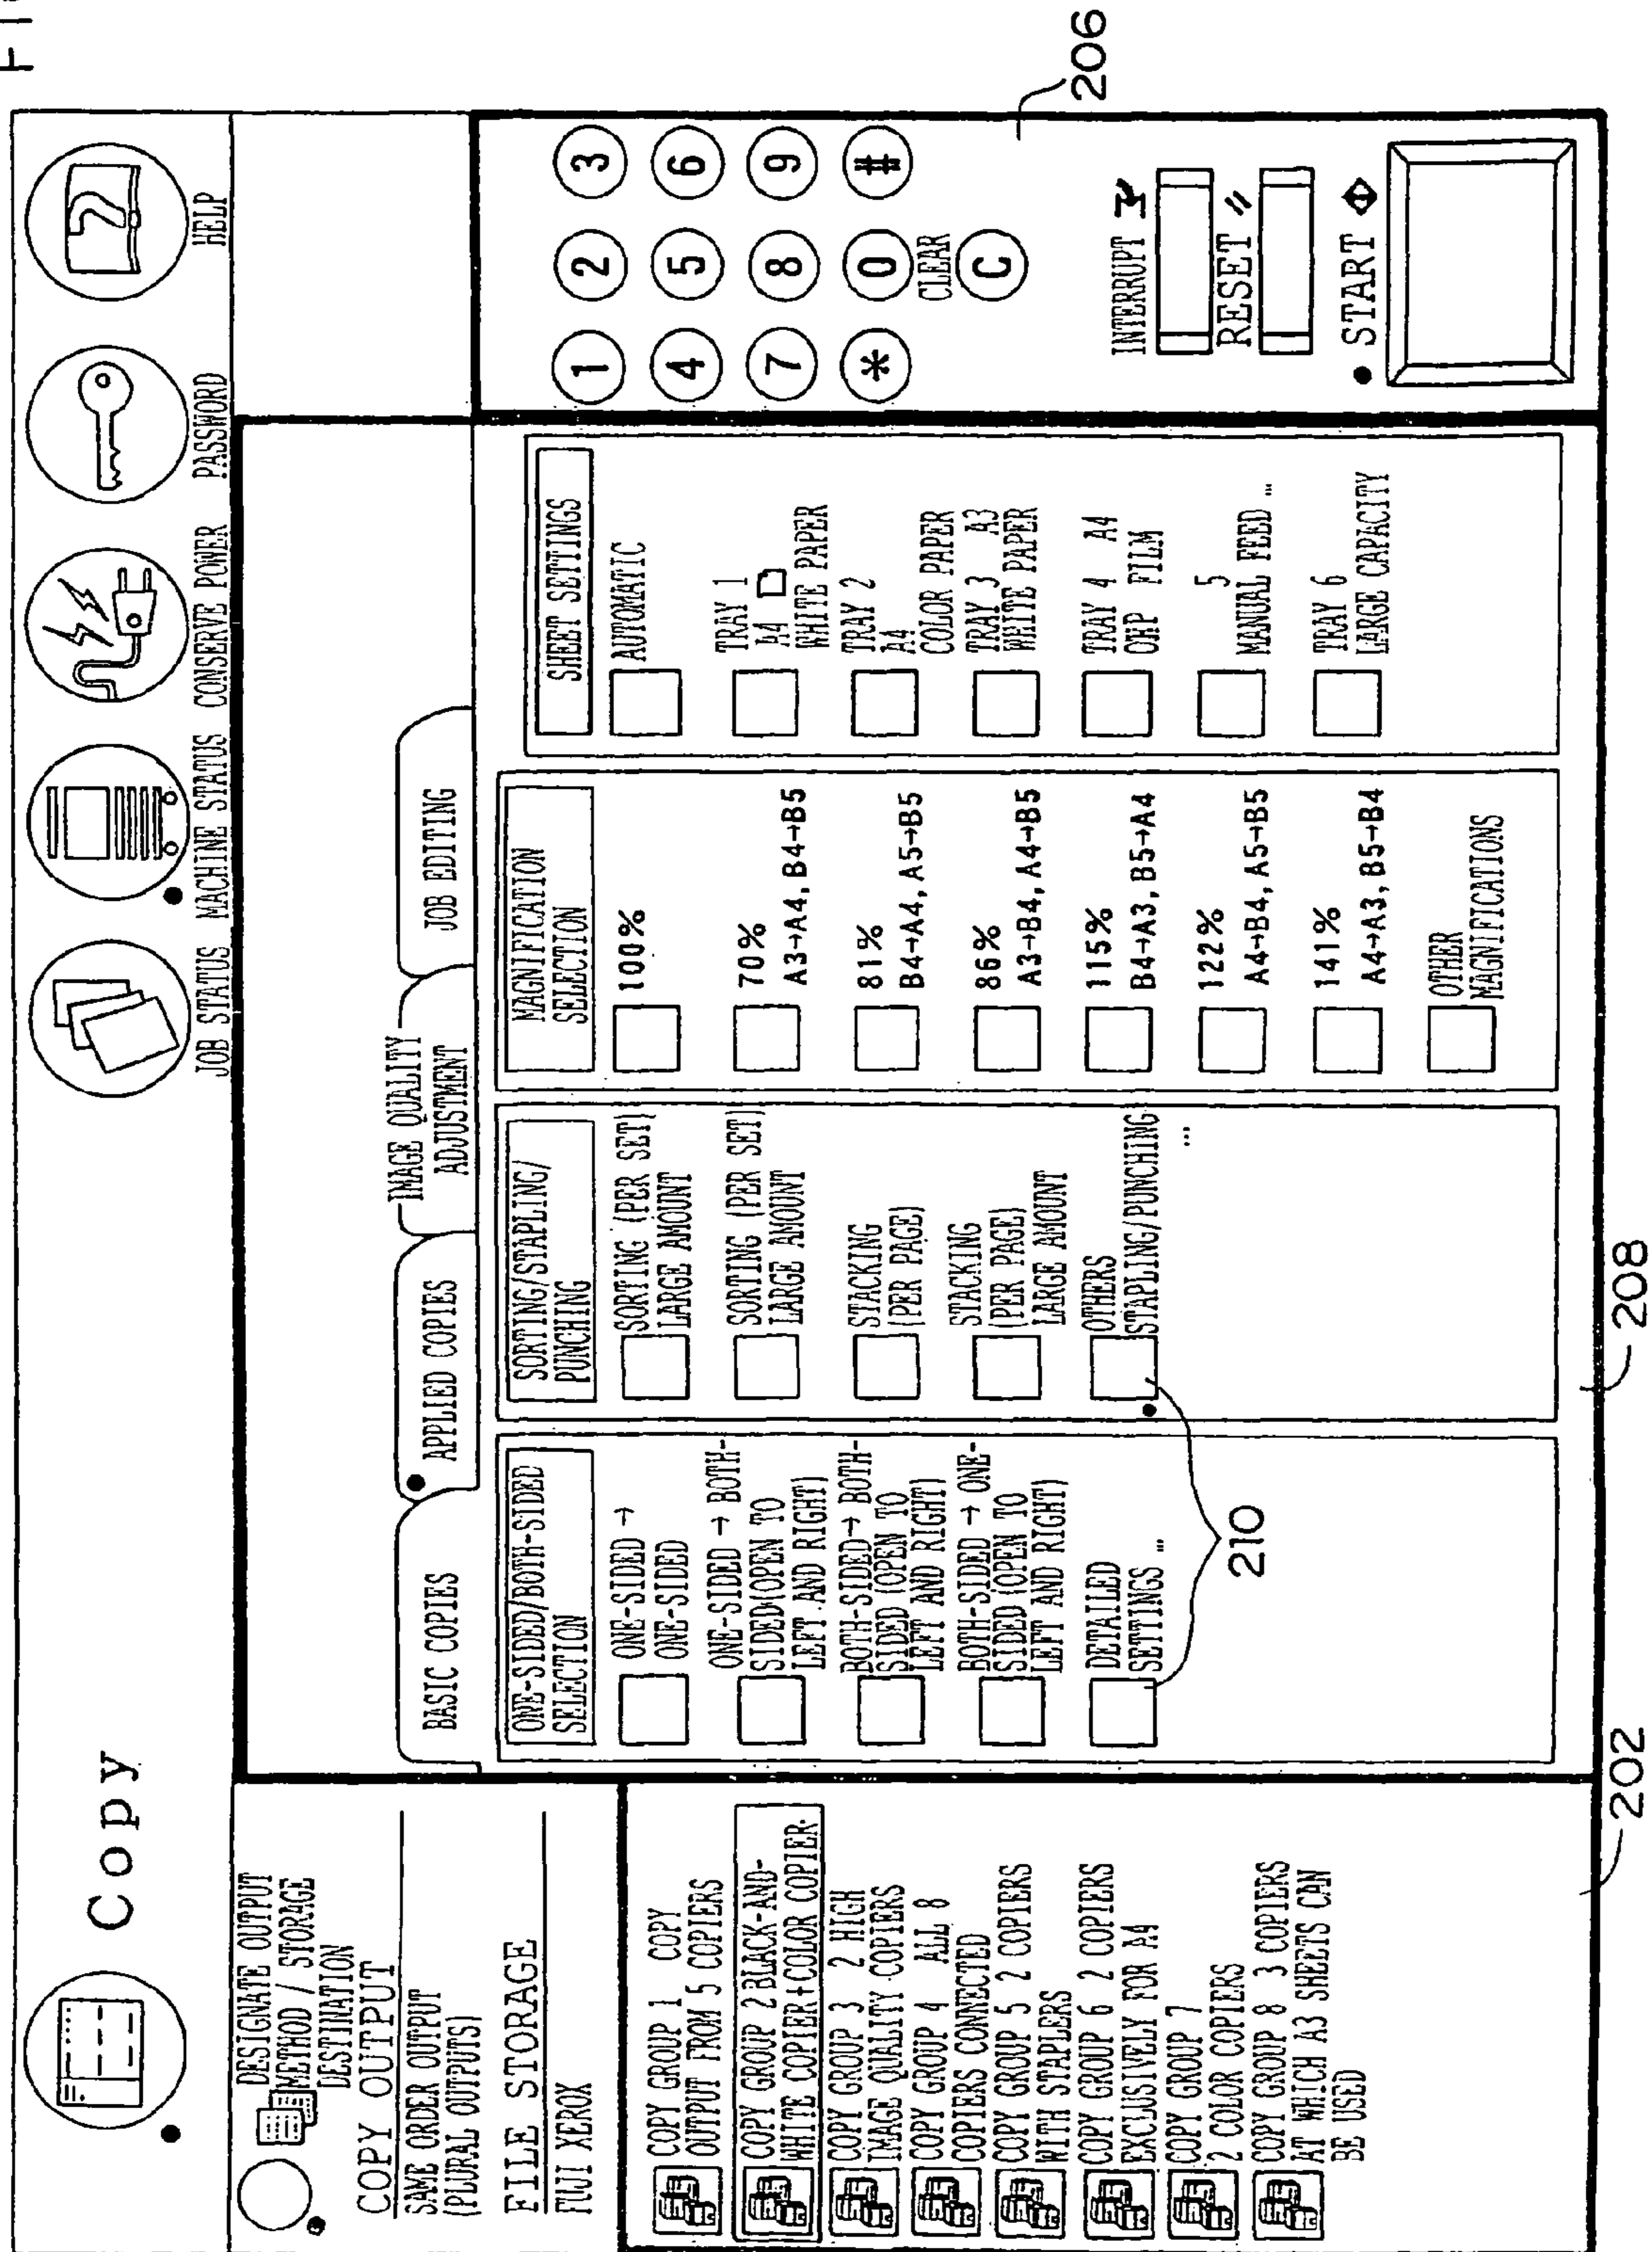 Copy
JOB STATUS
MACHINE STATUS
CONSERVE POWER
PASSWORD
HELP
DESIGNATE OUTPUT
METHOD / STORAGE
DESTINATION
COPY OUTPUT
SAME ORDER OUTPUT
(PLURAL OUTPUTS)
FILE STORAGE
FUJI XEROX
COPY GROUP 1 COPY
OUTPUT FROM 5 COPIERS
COPY GROUP 2 BLACK-AND-
WHITE COPIER+COLOR COPIER
COPY GROUP 3 2 HIGH
IMAGE QUALITY COPIERS
COPY GROUP 4 ALL 8
COPIERS CONNECTED
COPY GROUP 5 2 COPIERS
WITH STAPLERS
COPY GROUP 6 2 COPIERS
EXCLUSIVELY FOR A4
COPY GROUP 7
2 COLOR COPIERS
COPY GROUP 8 3 COPIERS
AT WHICH A3 SHEETS CAN
BE USED
BASIC COPIES
APPLIED COPIES
IMAGE QUALITY
ADJUSTMENT
JOB EDITING
ONE-SIDED/BOTH-SIDED
SELECTION
ONE-SIDED →
ONE-SIDED
ONE-SIDED → BOTH-
SIDED(OPEN TO
LEFT AND RIGHT)
BOTH-SIDED→ BOTH-
SIDED (OPEN TO
LEFT AND RIGHT)
BOTH-SIDED → ONE-
SIDED (OPEN TO
LEFT AND RIGHT)
DETAILED
SETTINGS ...
SORTING/STAPLING/
PUNCHING
SORTING (PER SET)
LARGE AMOUNT
SORTING (PER SET)
LARGE AMOUNT
STACKING
(PER PAGE)
STACKING
(PER PAGE)
LARGE AMOUNT
OTHERS
STAPLING/PUNCHING
...
MAGNIFICATION
SELECTION
100%
70%
A3→A4, B4→B5
81%
B4→A4, A5→B5
86%
A3→B4, A4→B5
115%
B4→A3, B5→A4
122%
A4→B4, A5→B5
141%
A4→A3, B5→B4
OTHER
MAGNIFICATIONS
SHEET SETTINGS
AUTOMATIC
TRAY 1
A4
WHITE PAPER
TRAY 2
A4
COLOR PAPER
TRAY 3 A3
WHITE PAPER
TRAY 4 A4
OHP FILM
5
MANUAL FEED ...
TRAY 6
LARGE CAPACITY
1 2 3
4 5 6
7 8 9
* 0 #
CLEAR
C
INTERRUPT
RESET //
START
206
210
208
202